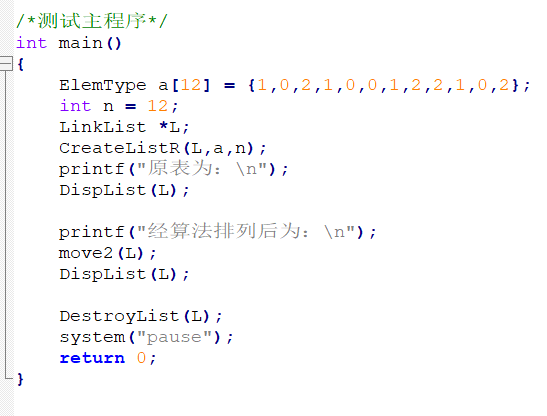 /*测试主程序*/
int main()
{
    ElemType a[12] = {1,0,2,1,0,0,1,2,2,1,0,2};
    int n = 12;
    LinkList *L;
    CreateListR(L,a,n);
    printf("原表为: \n");
    DispList(L);
    printf("经算法排列后为: \n");
    move2(L);
    DispList(L);
    DestroyList(L);
    system("pause");
    return 0;
}